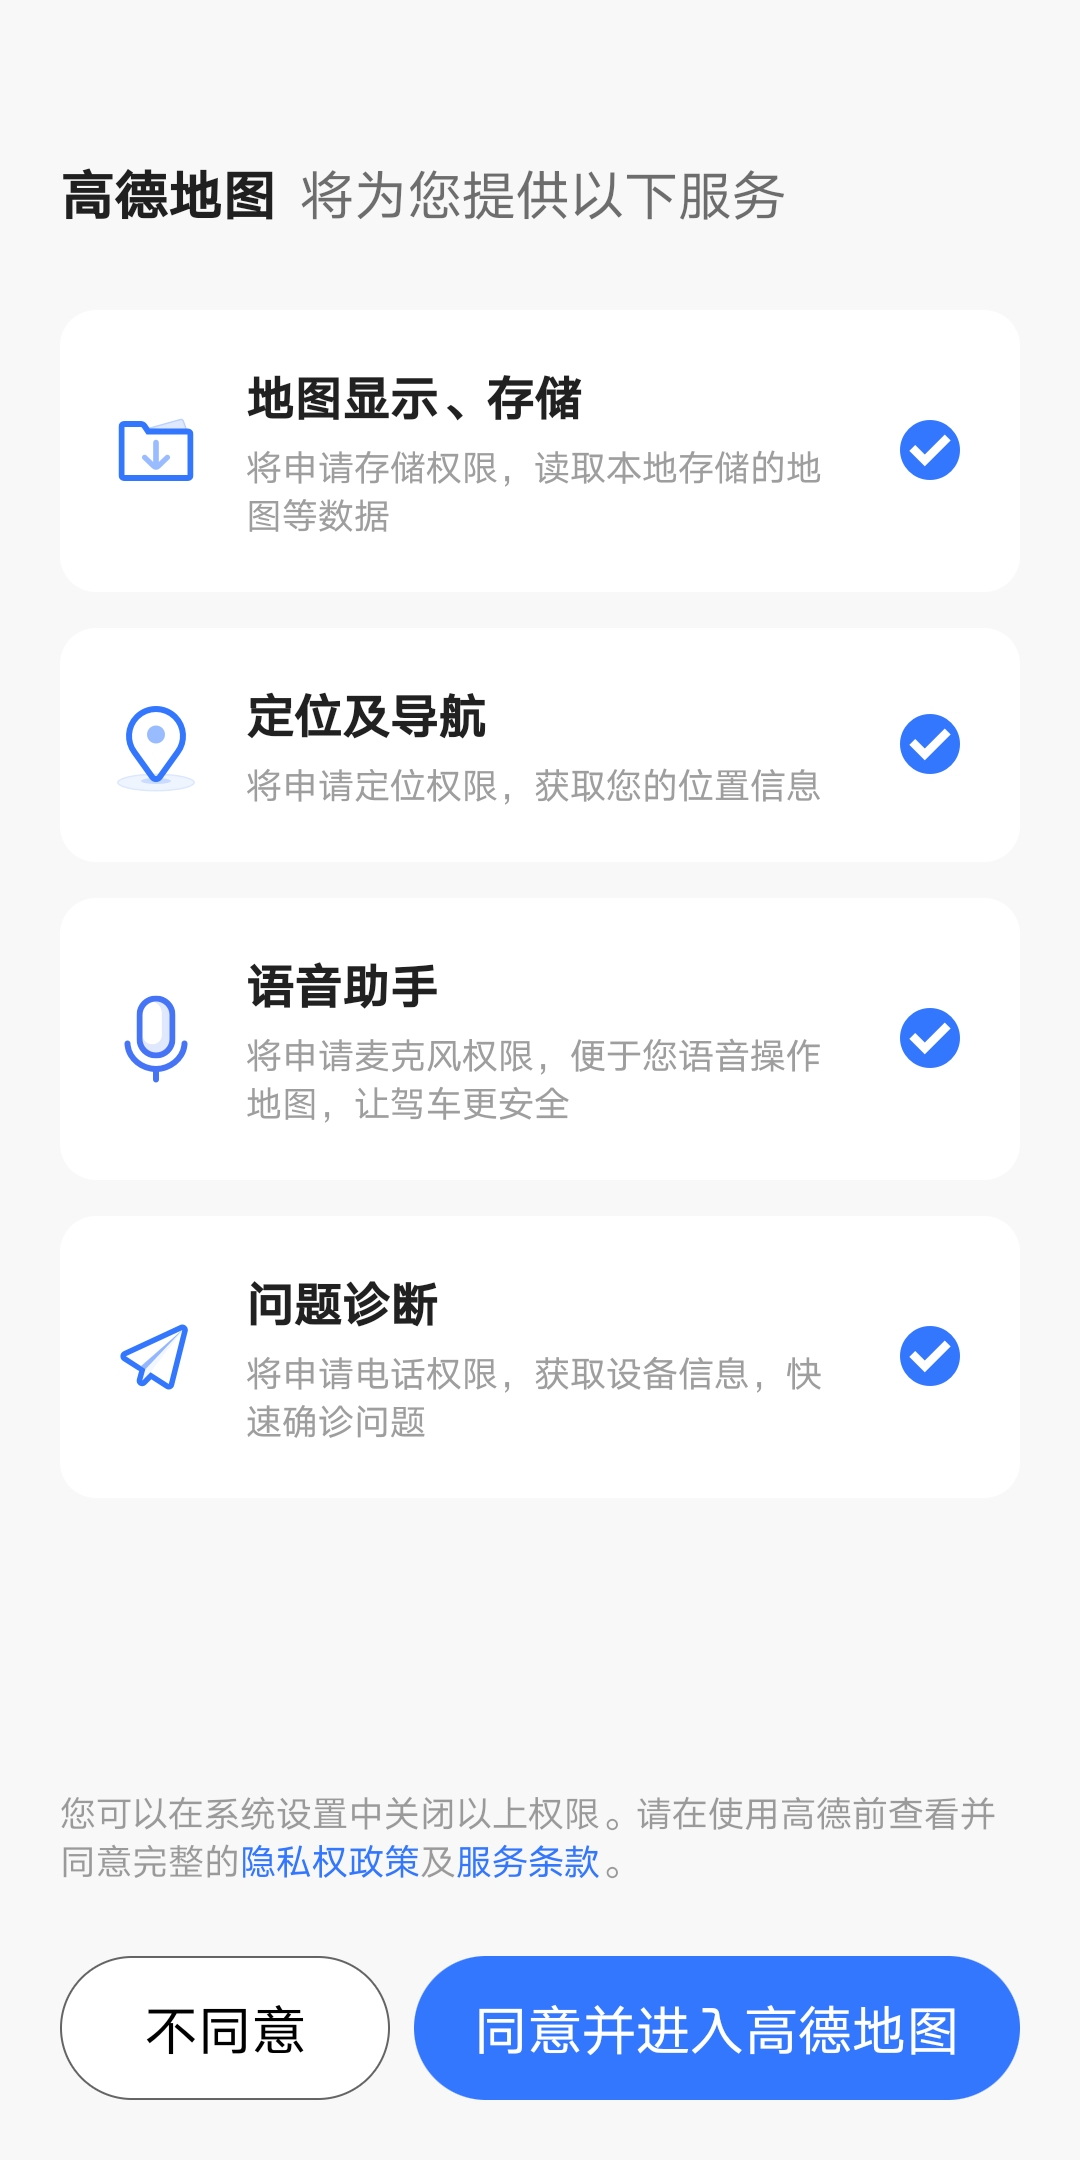 高德地图 将为您提供以下服务
地图显示、存储
将申请存储权限，读取本地存储的地
图等数据
定位及导航
将申请定位权限，获取您的位置信息
语音助手
将申请麦克风权限，便于您语音操作
地图，让驾车更安全
问题诊断
将申请电话权限，获取设备信息，快
速确诊问题
您可以在系统设置中关闭以上权限。请在使用高德前查看并
同意完整的隐私权政策及服务条款。
不同意
同意并进入高德地图